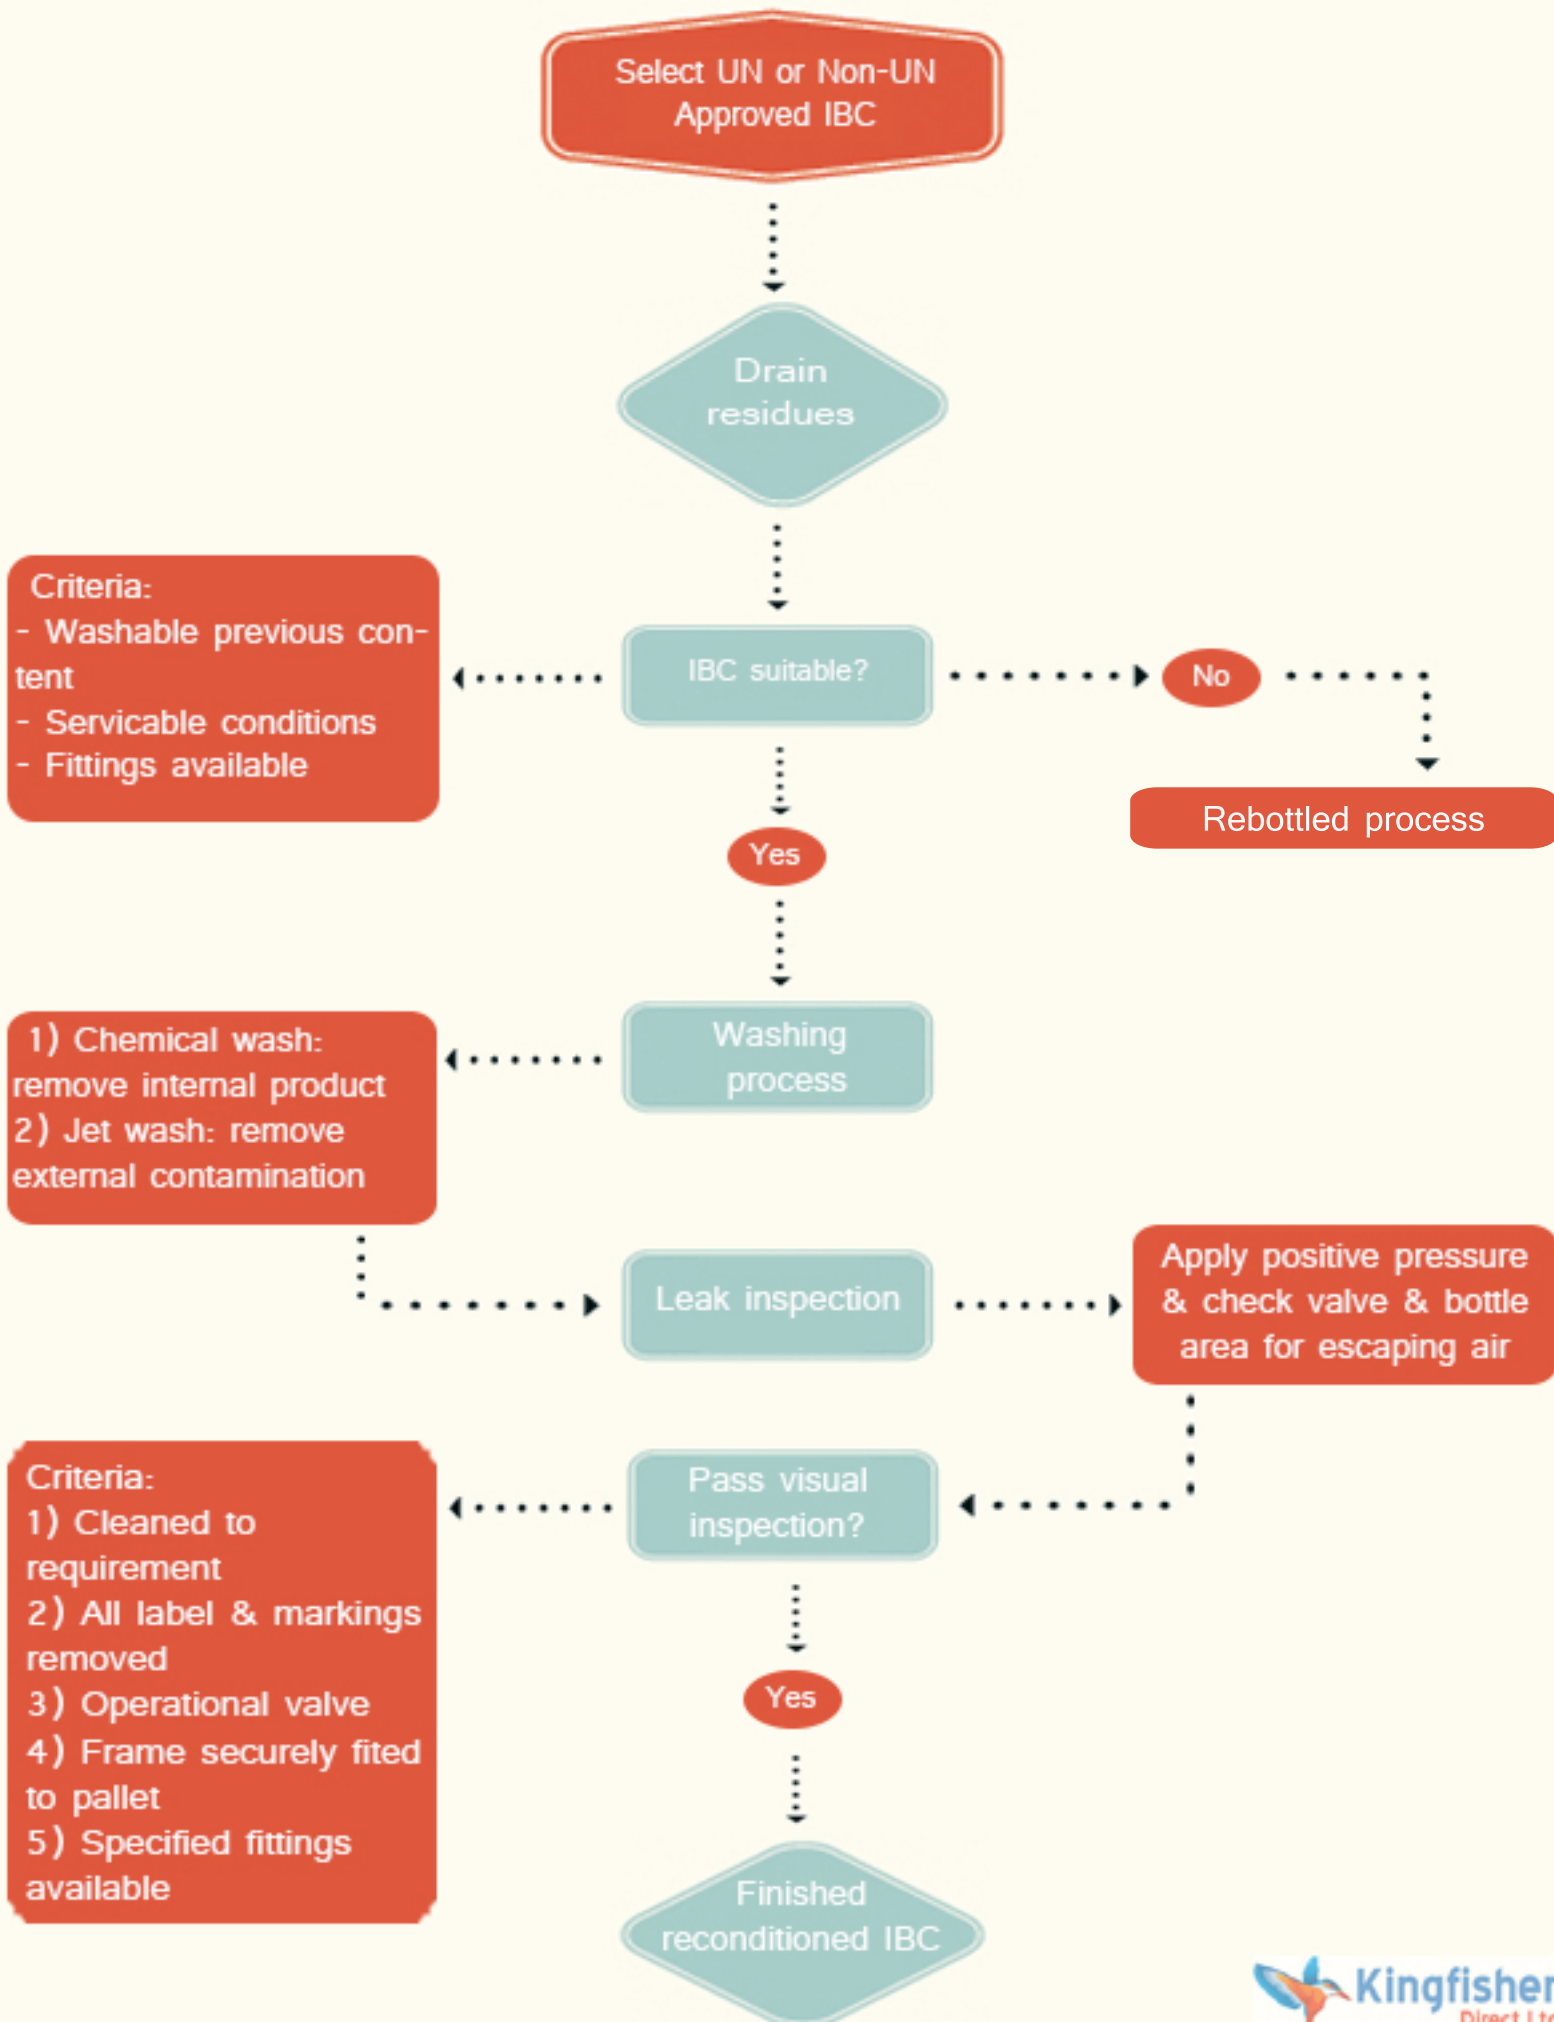 Select UN or Non-UN
Approved IBC
Drain
residues
Criteria:
- Washable previous con-
tent
- Servicable conditions
- Fittings available
IBC suitable?
No
Rebottled process
Yes
1) Chemical wash:
remove internal product
2) Jet wash: remove
external contamination
Washing
process
Leak inspection
Apply positive pressure
& check valve & bottle
area for escaping air
Criteria:
1) Cleaned to
requirement
2) All label & markings
removed
3) Operational valve
4) Frame securely fited
to pallet
5) Specified fittings
available
Pass visual
inspection?
Yes
Finished
reconditioned IBC
Kingfisher
Direct Ltd